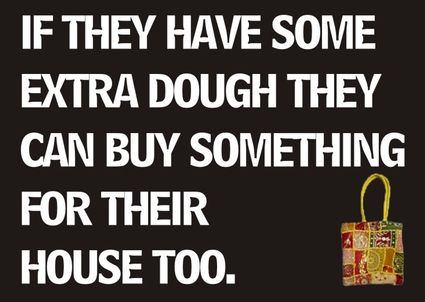 IF THEY HAVE SOME
EXTRA DOUGH THEY
CAN BUY SOMETHING
FOR THEIR
HOUSE TOO.